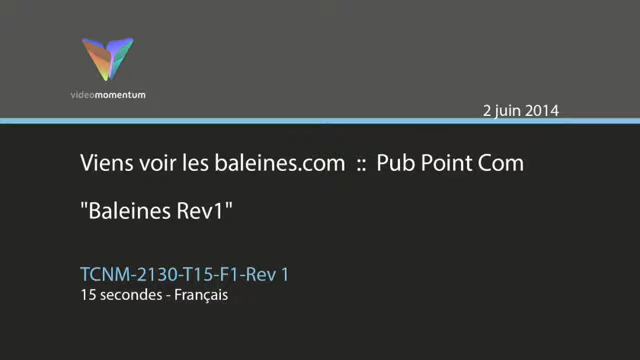 videomomentum
2 juin 2014
Viens voir les baleines.com :: Pub Point Com
"Baleines Rev1"
TCNM-2130-T15-F1-Rev 1
15 secondes - Français